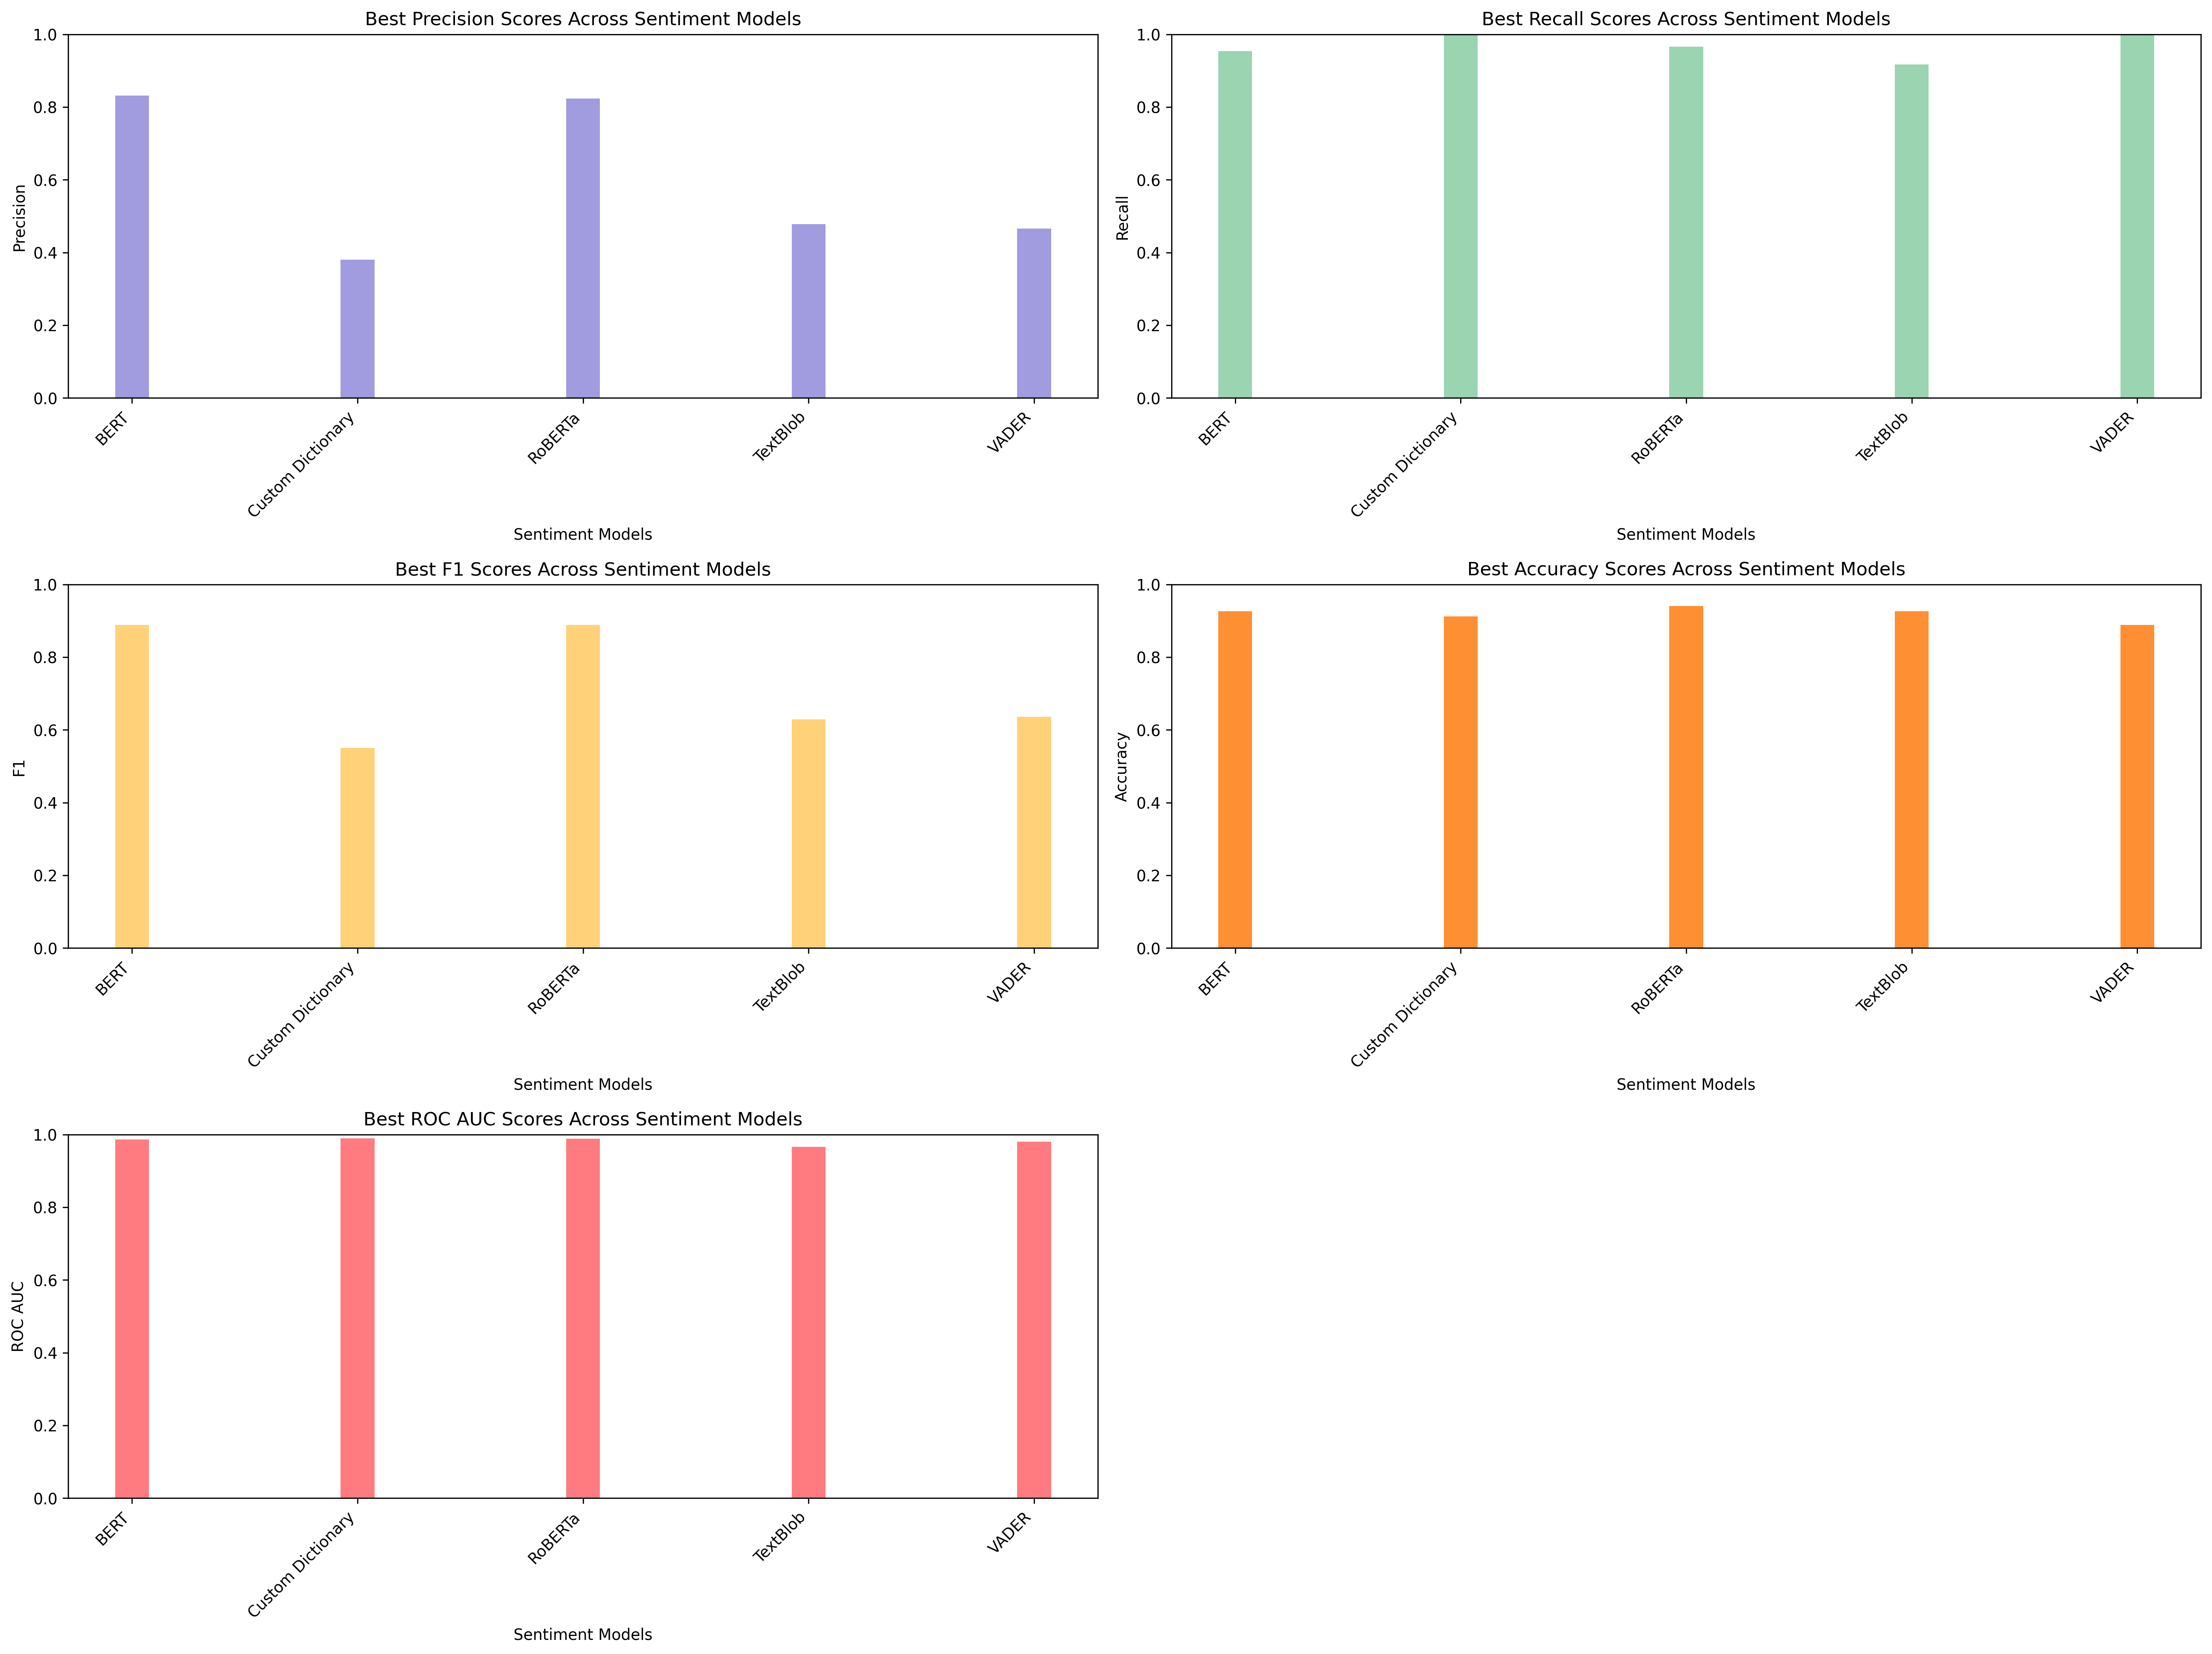 Best Precision Scores Across Sentiment Models
1.0
0.8
0.6
0.4
0.2
0.0
Precision
BERT
Custom Dictionary
RoBERTa
TextBlob
VADER
Sentiment Models
Best Recall Scores Across Sentiment Models
1.0
0.8
0.6
0.4
0.2
0.0
Recall
BERT
Custom Dictionary
RoBERTa
TextBlob
VADER
Sentiment Models
Best F1 Scores Across Sentiment Models
1.0
0.8
0.6
0.4
0.2
0.0
F1
BERT
Custom Dictionary
RoBERTa
TextBlob
VADER
Sentiment Models
Best Accuracy Scores Across Sentiment Models
1.0
0.8
0.6
0.4
0.2
0.0
Accuracy
BERT
Custom Dictionary
RoBERTa
TextBlob
VADER
Sentiment Models
Best ROC AUC Scores Across Sentiment Models
1.0
0.8
0.6
0.4
0.2
0.0
ROC AUC
BERT
Custom Dictionary
RoBERTa
TextBlob
VADER
Sentiment Models